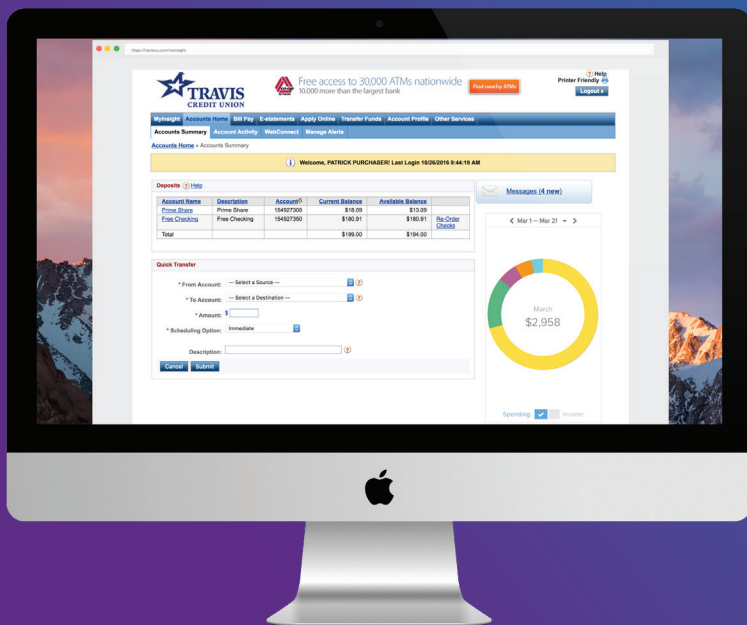 https://traviscu.com/myinsight
TRAVIS
CREDIT UNION
Free access to 30,000 ATMs nationwide
10,000 more than the largest bank
Find nearby ATMs
Help
Printer Friendly
Logout »
MyInsight Accounts Home Bill Pay E-statements Apply Online Transfer Funds Account Profile Other Services
Accounts Summary Account Activity WebConnect Manage Alerts
Accounts Home » Accounts Summary
Welcome, PATRICK PURCHASER! Last Login 10/26/2016 9:44:19 AM
Deposits Help
Account Name Description Account Current Balance Available Balance
Prime Share Prime Share 154927300 $18.09 $13.09
Free Checking Free Checking 154927350 $180.91 $180.91 Re-Order Checks
Total $199.00 $194.00
Messages (4 new)
Mar 1 – Mar 21
March
$2,958
Spending Income
Quick Transfer
* From Account: --- Select a Source ---
* To Account: --- Select a Destination ---
* Amount: $
* Scheduling Option: Immediate
Description:
Cancel Submit